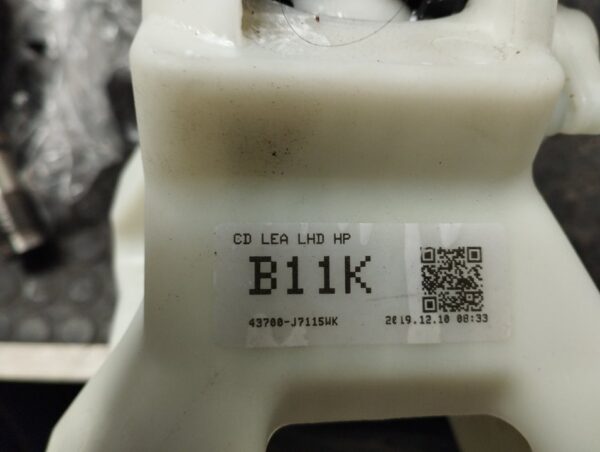 CD LEA LHD HP
B11K
43700-J7115WK 2019.12.10 08:33